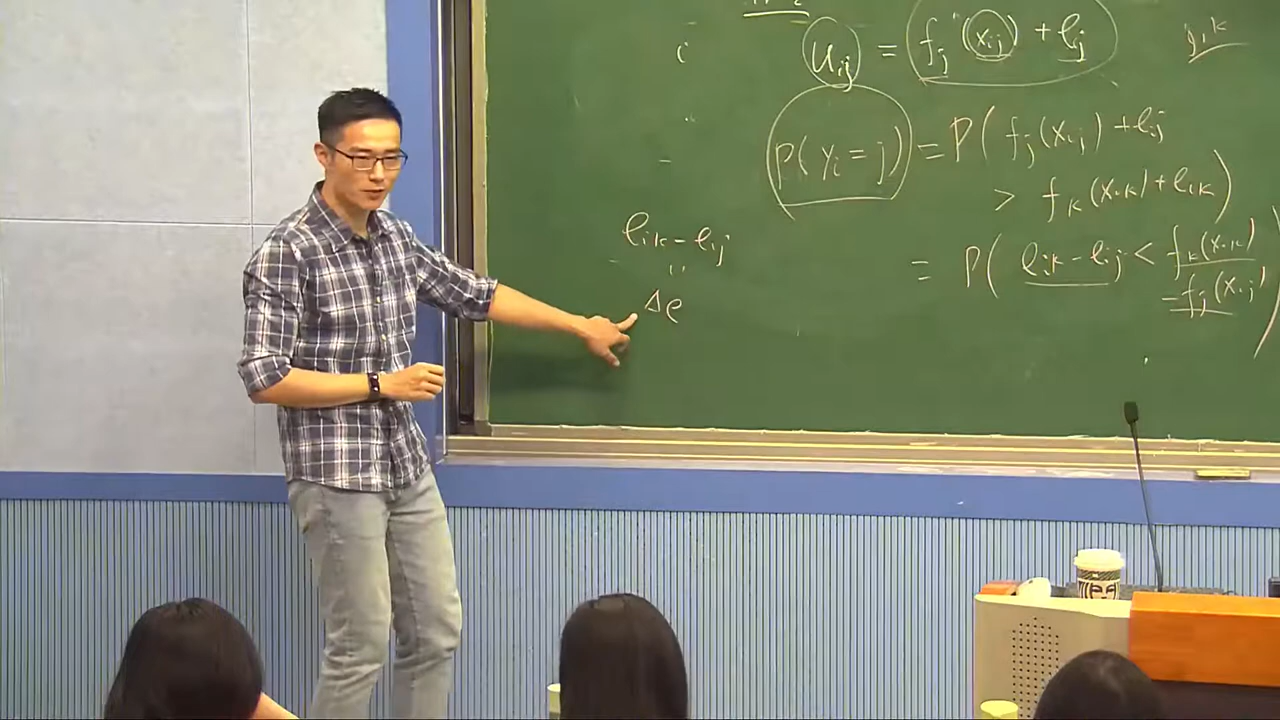 i
u_ij = f_j (x_ij) + e_j
j, k
P(y_i = j) = P( f_j(x_ij) + e_ij
> f_k(x_ik) + e_ik )
e_ik - e_ij
= P( e_ik - e_ij < f_k(x_ik)
- f_j(x_ij) )
"
Δe